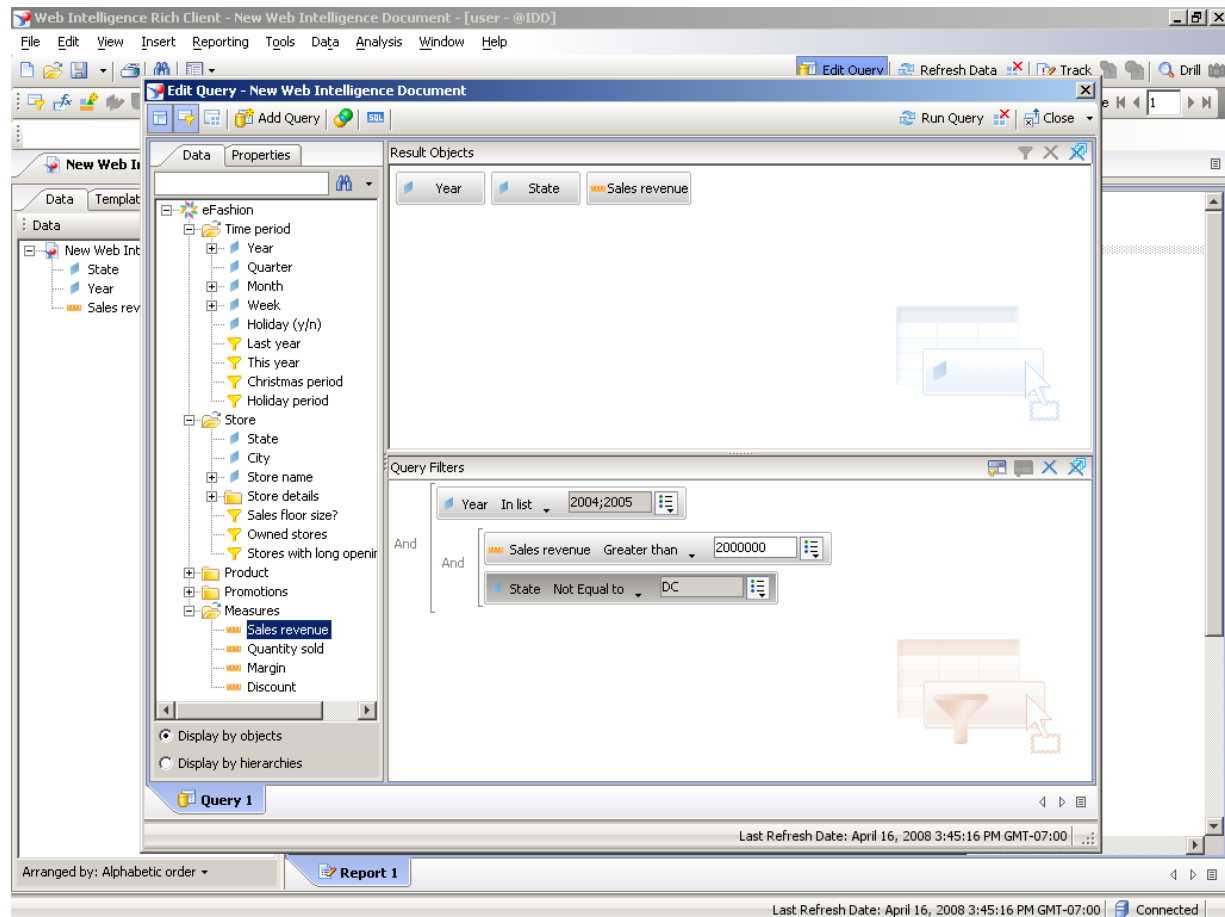 Web Intelligence Rich Client - New Web Intelligence Document - [user - @IDD]
File Edit View Insert Reporting Tools Data Analysis Window Help
Edit Query Refresh Data Track Drill
Edit Query - New Web Intelligence Document
1
Add Query SQL Run Query Close
New Web I
Data Templat
Data
New Web Int
State
Year
Sales rev
Data Properties
eFashion
Time period
Year
Quarter
Month
Week
Holiday (y/n)
Last year
This year
Christmas period
Holiday period
Store
State
City
Store name
Store details
Sales floor size?
Owned stores
Stores with long openin
Product
Promotions
Measures
Sales revenue
Quantity sold
Margin
Discount
Display by objects
Display by hierarchies
Result Objects
Year State Sales revenue
Query Filters
Year In list 2004;2005
And
And
Sales revenue Greater than 2000000
State Not Equal to DC
Query 1
Last Refresh Date: April 16, 2008 3:45:16 PM GMT-07:00
Arranged by: Alphabetic order
Report 1
Last Refresh Date: April 16, 2008 3:45:16 PM GMT-07:00 Connected